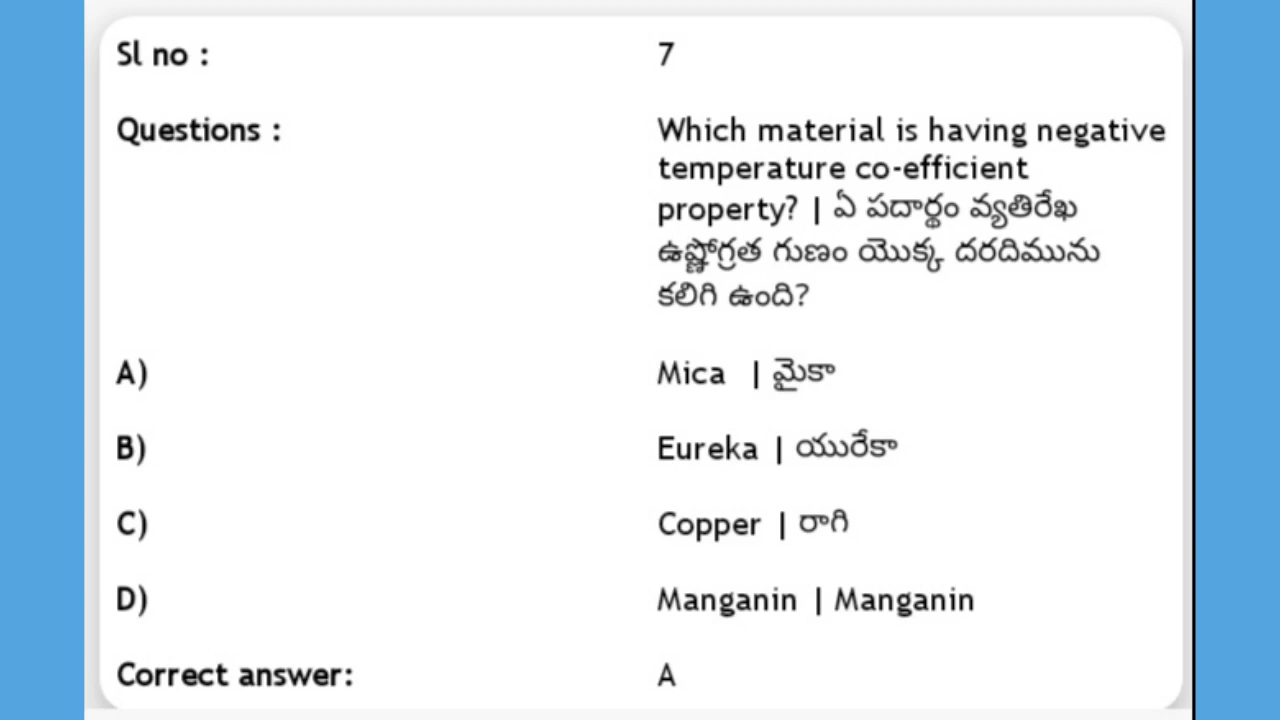 Sl no : 7
Questions : Which material is having negative
temperature co-efficient
property? | ఏ పదార్థం వ్యతిరేఖ
ఉష్ణోగ్రత గుణం యొక్క దరదిమును
కలిగి ఉంది?
A) Mica | మైకా
B) Eureka | యురేకా
C) Copper | రాగి
D) Manganin | Manganin
Correct answer: A